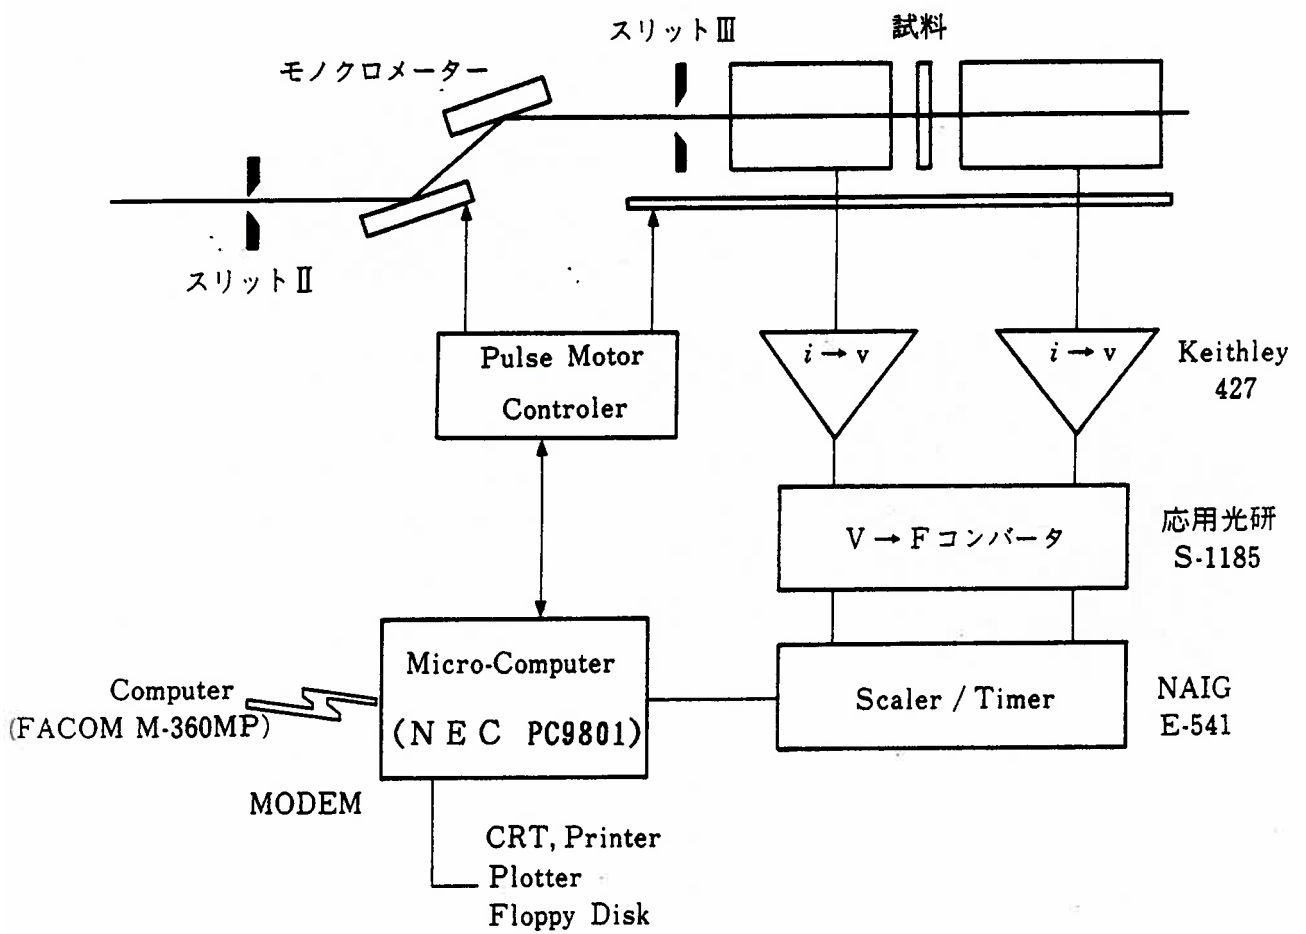 スリットⅢ
試料
モノクロメーター
スリットⅡ
Pulse Motor
Controler
i→v
i→v
Keithley
427
V→Fコンバータ
応用光研
S-1185
Micro-Computer
(NEC PC9801)
Computer
(FACOM M-360MP)
Scaler / Timer
NAIG
E-541
MODEM
CRT, Printer
Plotter
Floppy Disk